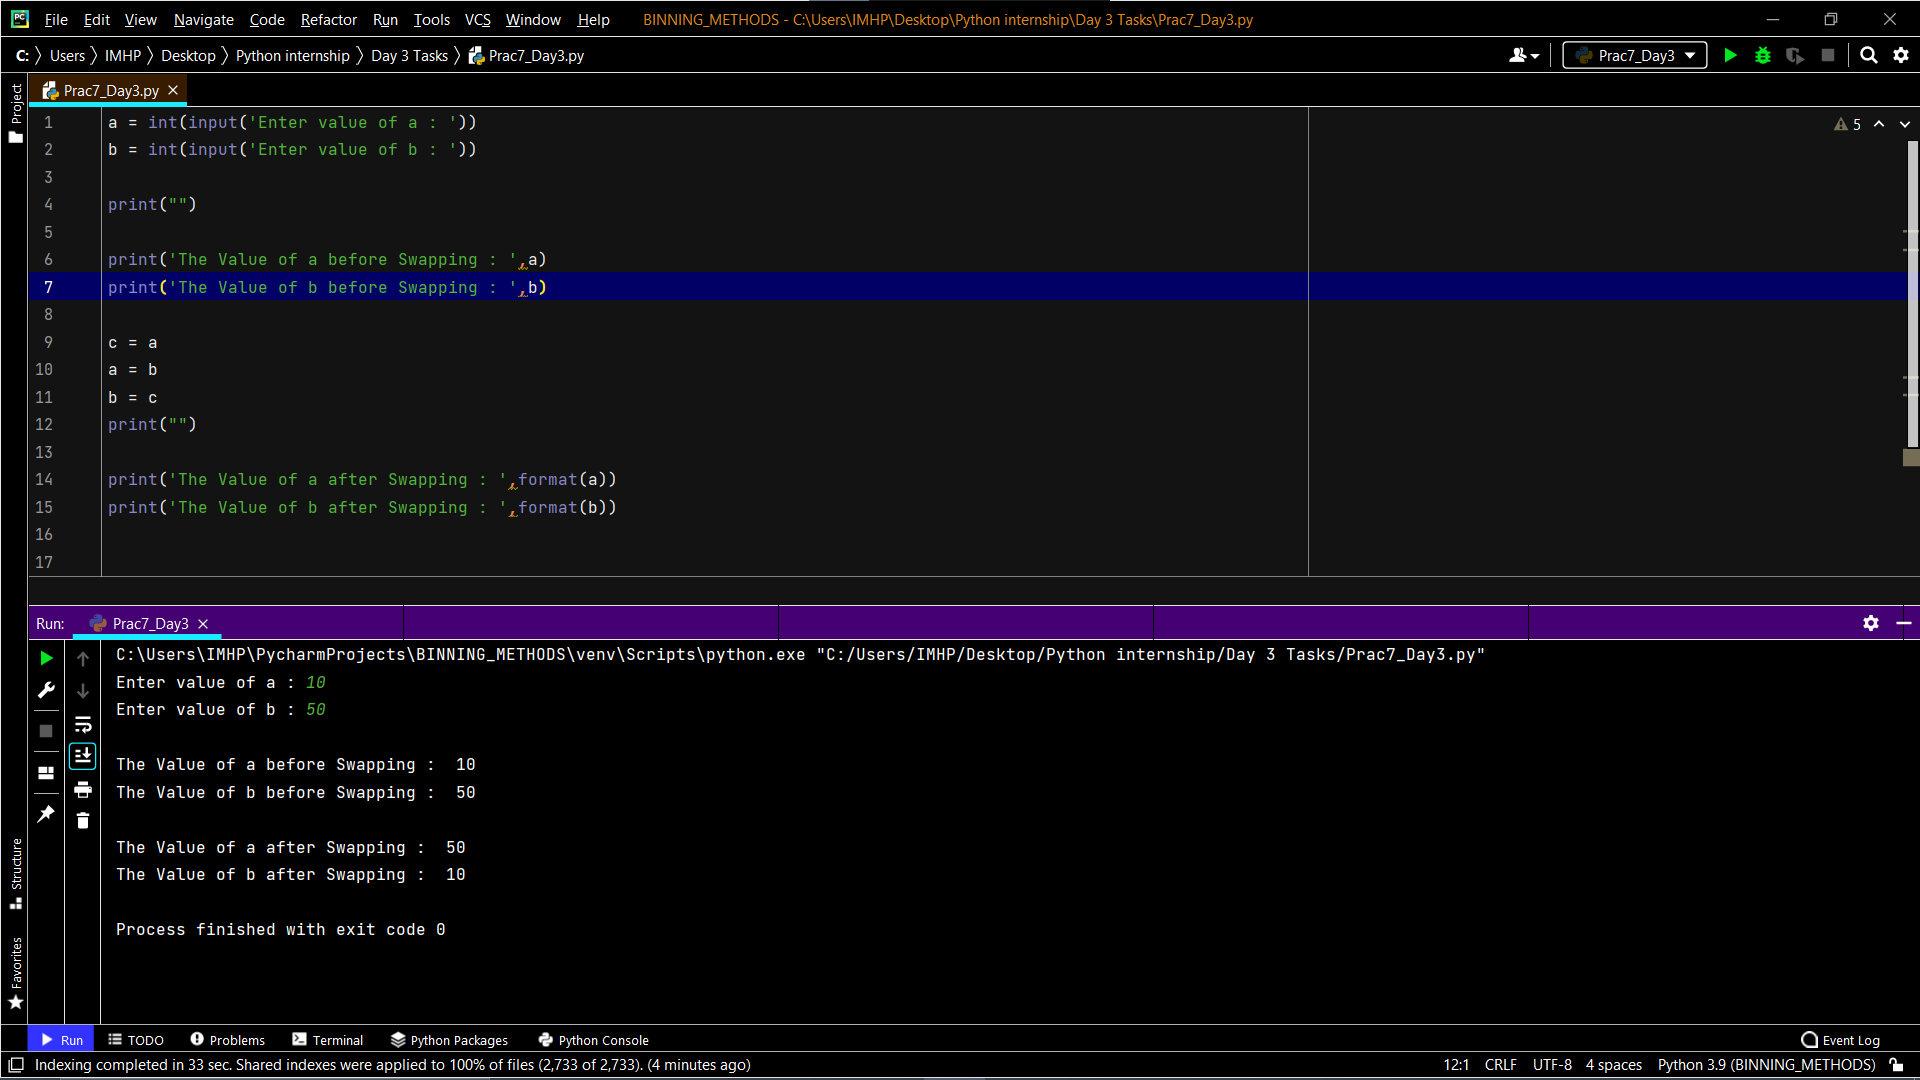 PC File Edit View Navigate Code Refactor Run Tools VCS Window Help BINNING_METHODS - C:\Users\IMHP\Desktop\Python internship\Day 3 Tasks\Prac7_Day3.py
C: Users IMHP Desktop Python internship Day 3 Tasks Prac7_Day3.py Prac7_Day3
Project
Prac7_Day3.py
1 a = int(input('Enter value of a : '))
2 b = int(input('Enter value of b : '))
3
4 print("")
5
6 print('The Value of a before Swapping : ',a)
7 print('The Value of b before Swapping : ',b)
8
9 c = a
10 a = b
11 b = c
12 print("")
13
14 print('The Value of a after Swapping : ',format(a))
15 print('The Value of b after Swapping : ',format(b))
16
17
5
Run: Prac7_Day3
C:\Users\IMHP\PycharmProjects\BINNING_METHODS\venv\Scripts\python.exe "C:/Users/IMHP/Desktop/Python internship/Day 3 Tasks/Prac7_Day3.py"
Enter value of a : 10
Enter value of b : 50
The Value of a before Swapping :  10
The Value of b before Swapping :  50
The Value of a after Swapping :  50
The Value of b after Swapping :  10
Process finished with exit code 0
Structure
Favorites
Run TODO Problems Terminal Python Packages Python Console Event Log
Indexing completed in 33 sec. Shared indexes were applied to 100% of files (2,733 of 2,733). (4 minutes ago) 12:1 CRLF UTF-8 4 spaces Python 3.9 (BINNING_METHODS)